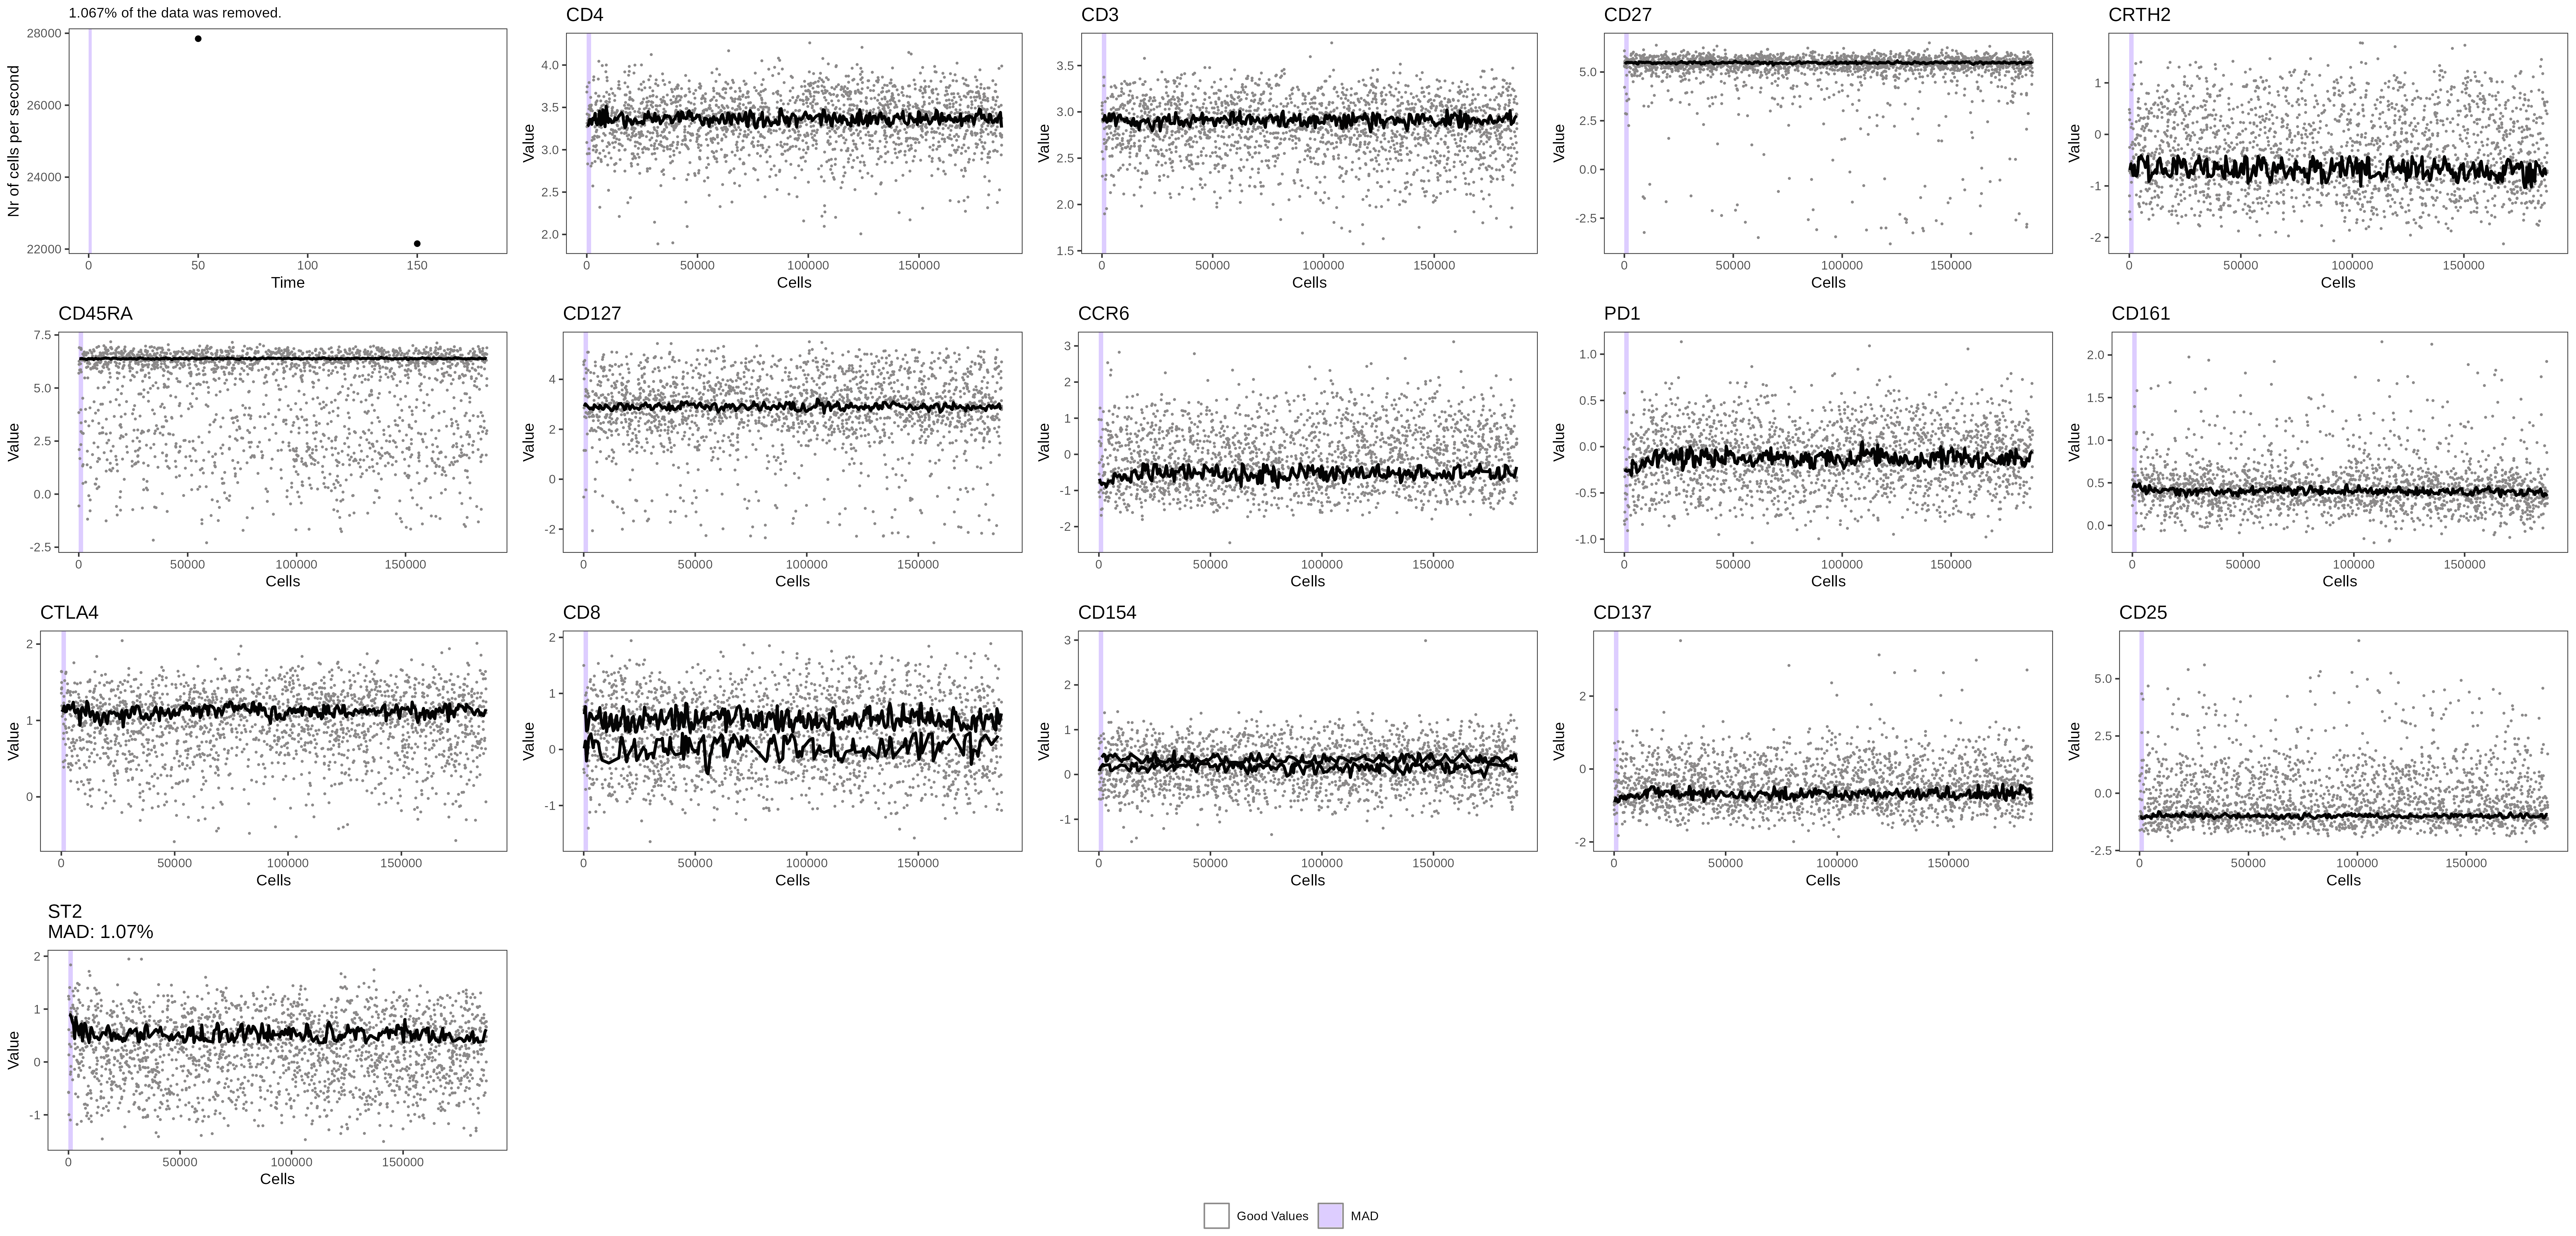 1.067% of the data was removed.
Nr of cells per second
28000
26000
24000
22000
0 50 100 150
Time
CD4
Value
4.0
3.5
3.0
2.5
2.0
0 50000 100000 150000
Cells
CD3
Value
3.5
3.0
2.5
2.0
1.5
0 50000 100000 150000
Cells
CD27
Value
5.0
2.5
0.0
-2.5
0 50000 100000 150000
Cells
CRTH2
Value
1
0
-1
-2
0 50000 100000 150000
Cells
CD45RA
Value
7.5
5.0
2.5
0.0
-2.5
0 50000 100000 150000
Cells
CD127
Value
4
2
0
-2
0 50000 100000 150000
Cells
CCR6
Value
3
2
1
0
-1
-2
0 50000 100000 150000
Cells
PD1
Value
1.0
0.5
0.0
-0.5
-1.0
0 50000 100000 150000
Cells
CD161
Value
2.0
1.5
1.0
0.5
0.0
0 50000 100000 150000
Cells
CTLA4
Value
2
1
0
0 50000 100000 150000
Cells
CD8
Value
2
1
0
-1
0 50000 100000 150000
Cells
CD154
Value
3
2
1
0
-1
0 50000 100000 150000
Cells
CD137
Value
2
0
-2
0 50000 100000 150000
Cells
CD25
Value
5.0
2.5
0.0
-2.5
0 50000 100000 150000
Cells
ST2
MAD: 1.07%
Value
2
1
0
-1
0 50000 100000 150000
Cells
Good Values MAD